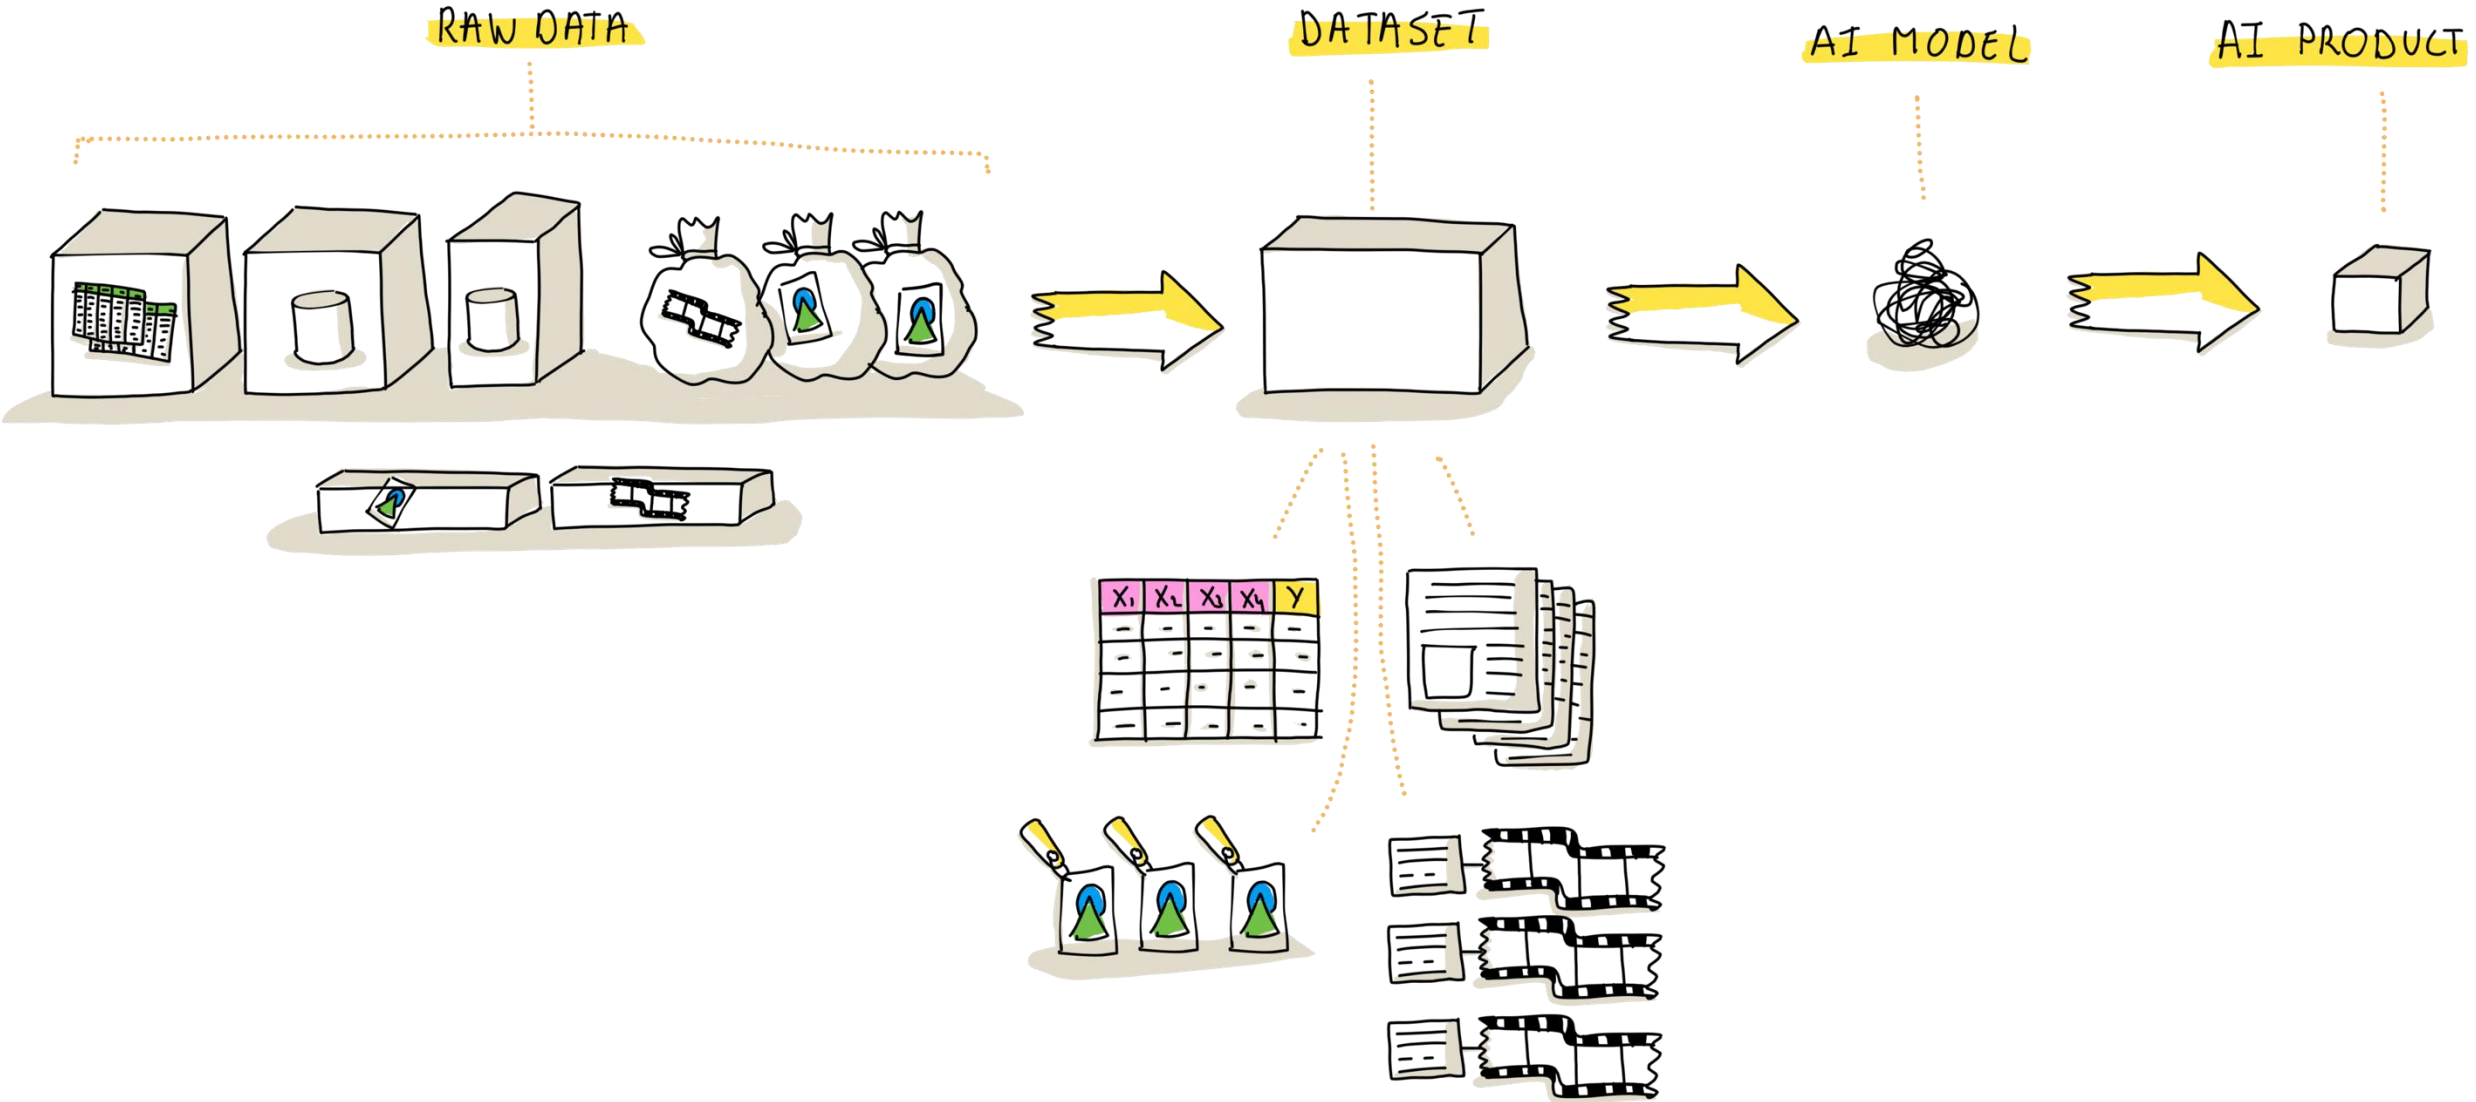 RAW DATA
DATASET
AI MODEL
AI PRODUCT
X₁ X₂ X₃ X₄ Y